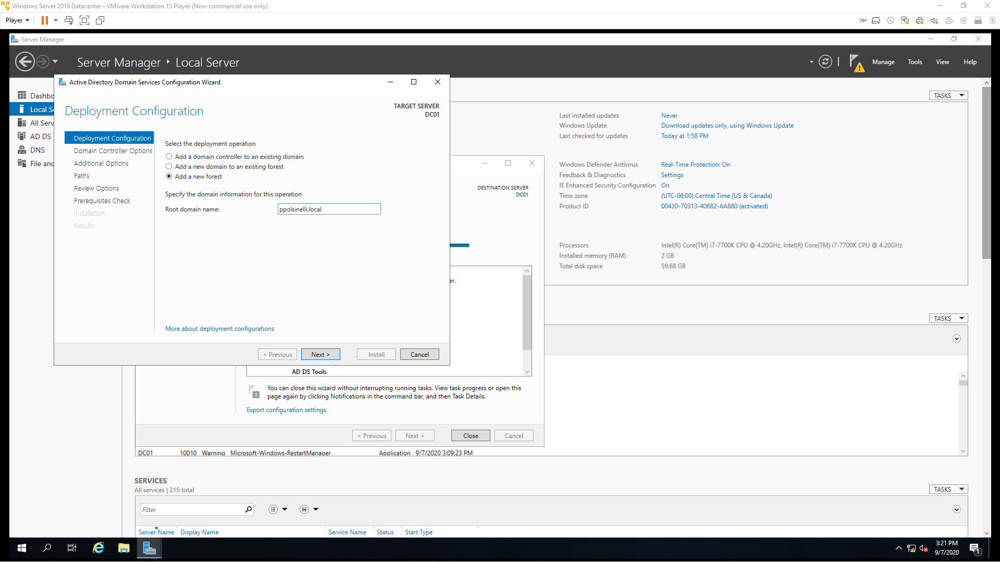 Windows Server 2019 Datacenter - VMware Workstation 15 Player (Non-commercial use only)
Player
Server Manager
Server Manager ‣ Local Server
Manage Tools View Help
Active Directory Domain Services Configuration Wizard
Dashbo
Local Se
All Serv
AD DS
DNS
File and
Deployment Configuration
TARGET SERVER
DC01
Deployment Configuration
Domain Controller Options
Additional Options
Paths
Review Options
Prerequisites Check
Installation
Results
Select the deployment operation
Add a domain controller to an existing domain
Add a new domain to an existing forest
Add a new forest
Specify the domain information for this operation
Root domain name: ppolsinelli.local
More about deployment configurations
< Previous Next > Install Cancel
TASKS
Last installed updates Never
Windows Update Download updates only, using Windows Update
Last checked for updates Today at 1:58 PM
Windows Defender Antivirus Real-Time Protection: On
Feedback & Diagnostics Settings
IE Enhanced Security Configuration On
Time zone (UTC-06:00) Central Time (US & Canada)
Product ID 00430-70313-40682-AA880 (activated)
Processors Intel(R) Core(TM) i7-7700K CPU @ 4.20GHz, Intel(R) Core(TM) i7-7700K CPU @ 4.20GHz
Installed memory (RAM) 2 GB
Total disk space 59.68 GB
DESTINATION SERVER
DC01
er.
TASKS
AD DS Tools
1
You can close this wizard without interrupting running tasks. View task progress or open this
page again by clicking Notifications in the command bar, and then Task Details.
Export configuration settings
< Previous Next > Close Cancel
DC01 10010 Warning Microsoft-Windows-RestartManager Application 9/7/2020 3:09:23 PM
SERVICES
All services | 215 total
TASKS
Filter
Server Name Display Name Service Name Status Start Type
3:21 PM
9/7/2020
1